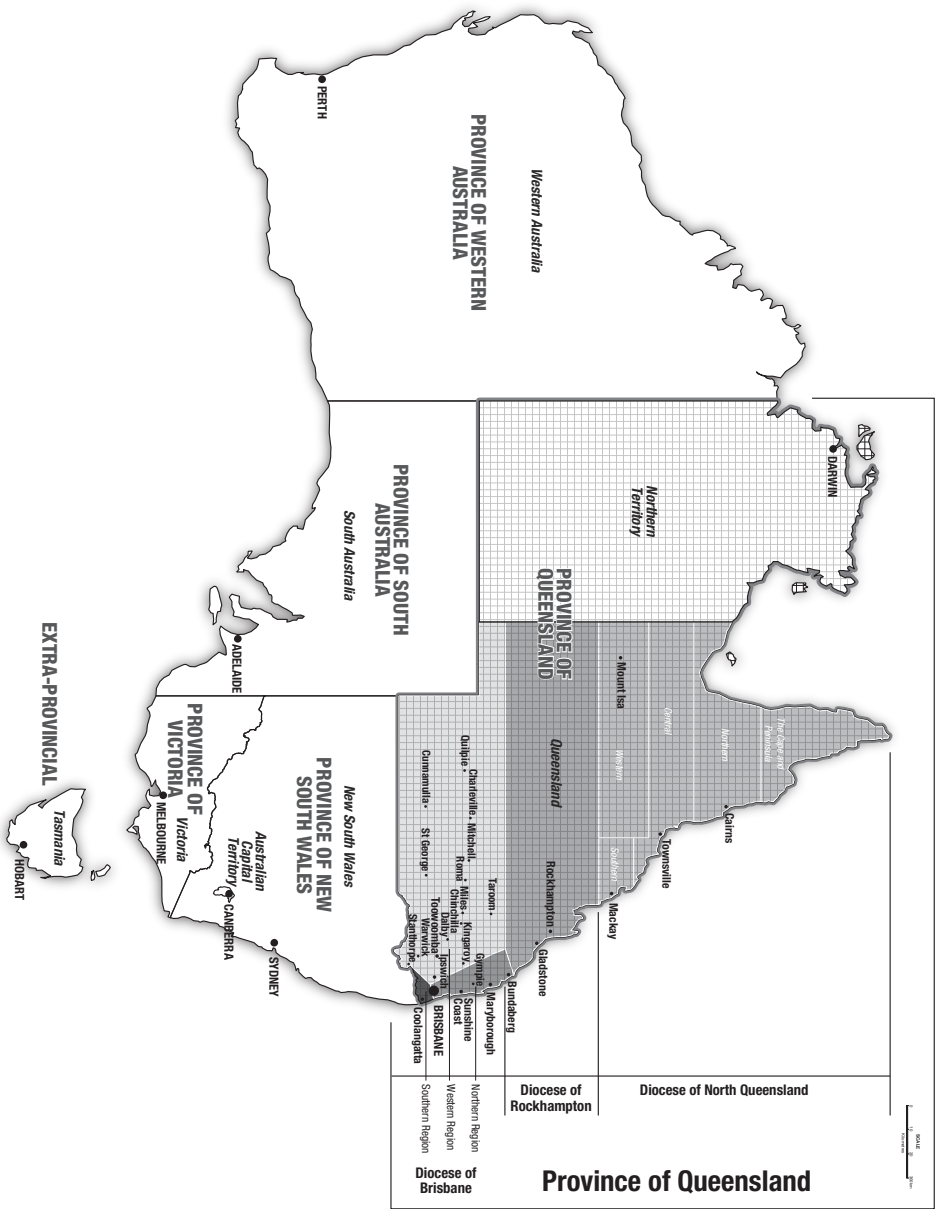 Province of Queensland
SCALE
Diocese of North Queensland
Diocese of
Rockhampton
Diocese of
Brisbane
Northern Region
Western Region
Southern Region
DARWIN
Northern
Territory
PROVINCE OF
QUEENSLAND
The Cape and
Peninsula
Northern
Central
Western
Southern
Cairns
Townsville
Mount Isa
Mackay
Queensland
Rockhampton
Gladstone
Bundaberg
Maryborough
Taroom
Gympie
Sunshine
Coast
Quilpie
Charleville
Mitchell
Roma
Miles
Chinchilla
Kingaroy
Dalby
Toowoomba
Ipswich
BRISBANE
Cunnamulla
St George
Warwick
Stanthorpe
Coolangatta
PROVINCE OF WESTERN
AUSTRALIA
Western Australia
PERTH
PROVINCE OF SOUTH
AUSTRALIA
South Australia
ADELAIDE
New South Wales
PROVINCE OF NEW
SOUTH WALES
Australian
Capital
Territory
CANBERRA
SYDNEY
PROVINCE OF
VICTORIA
Victoria
MELBOURNE
EXTRA-PROVINCIAL
Tasmania
HOBART